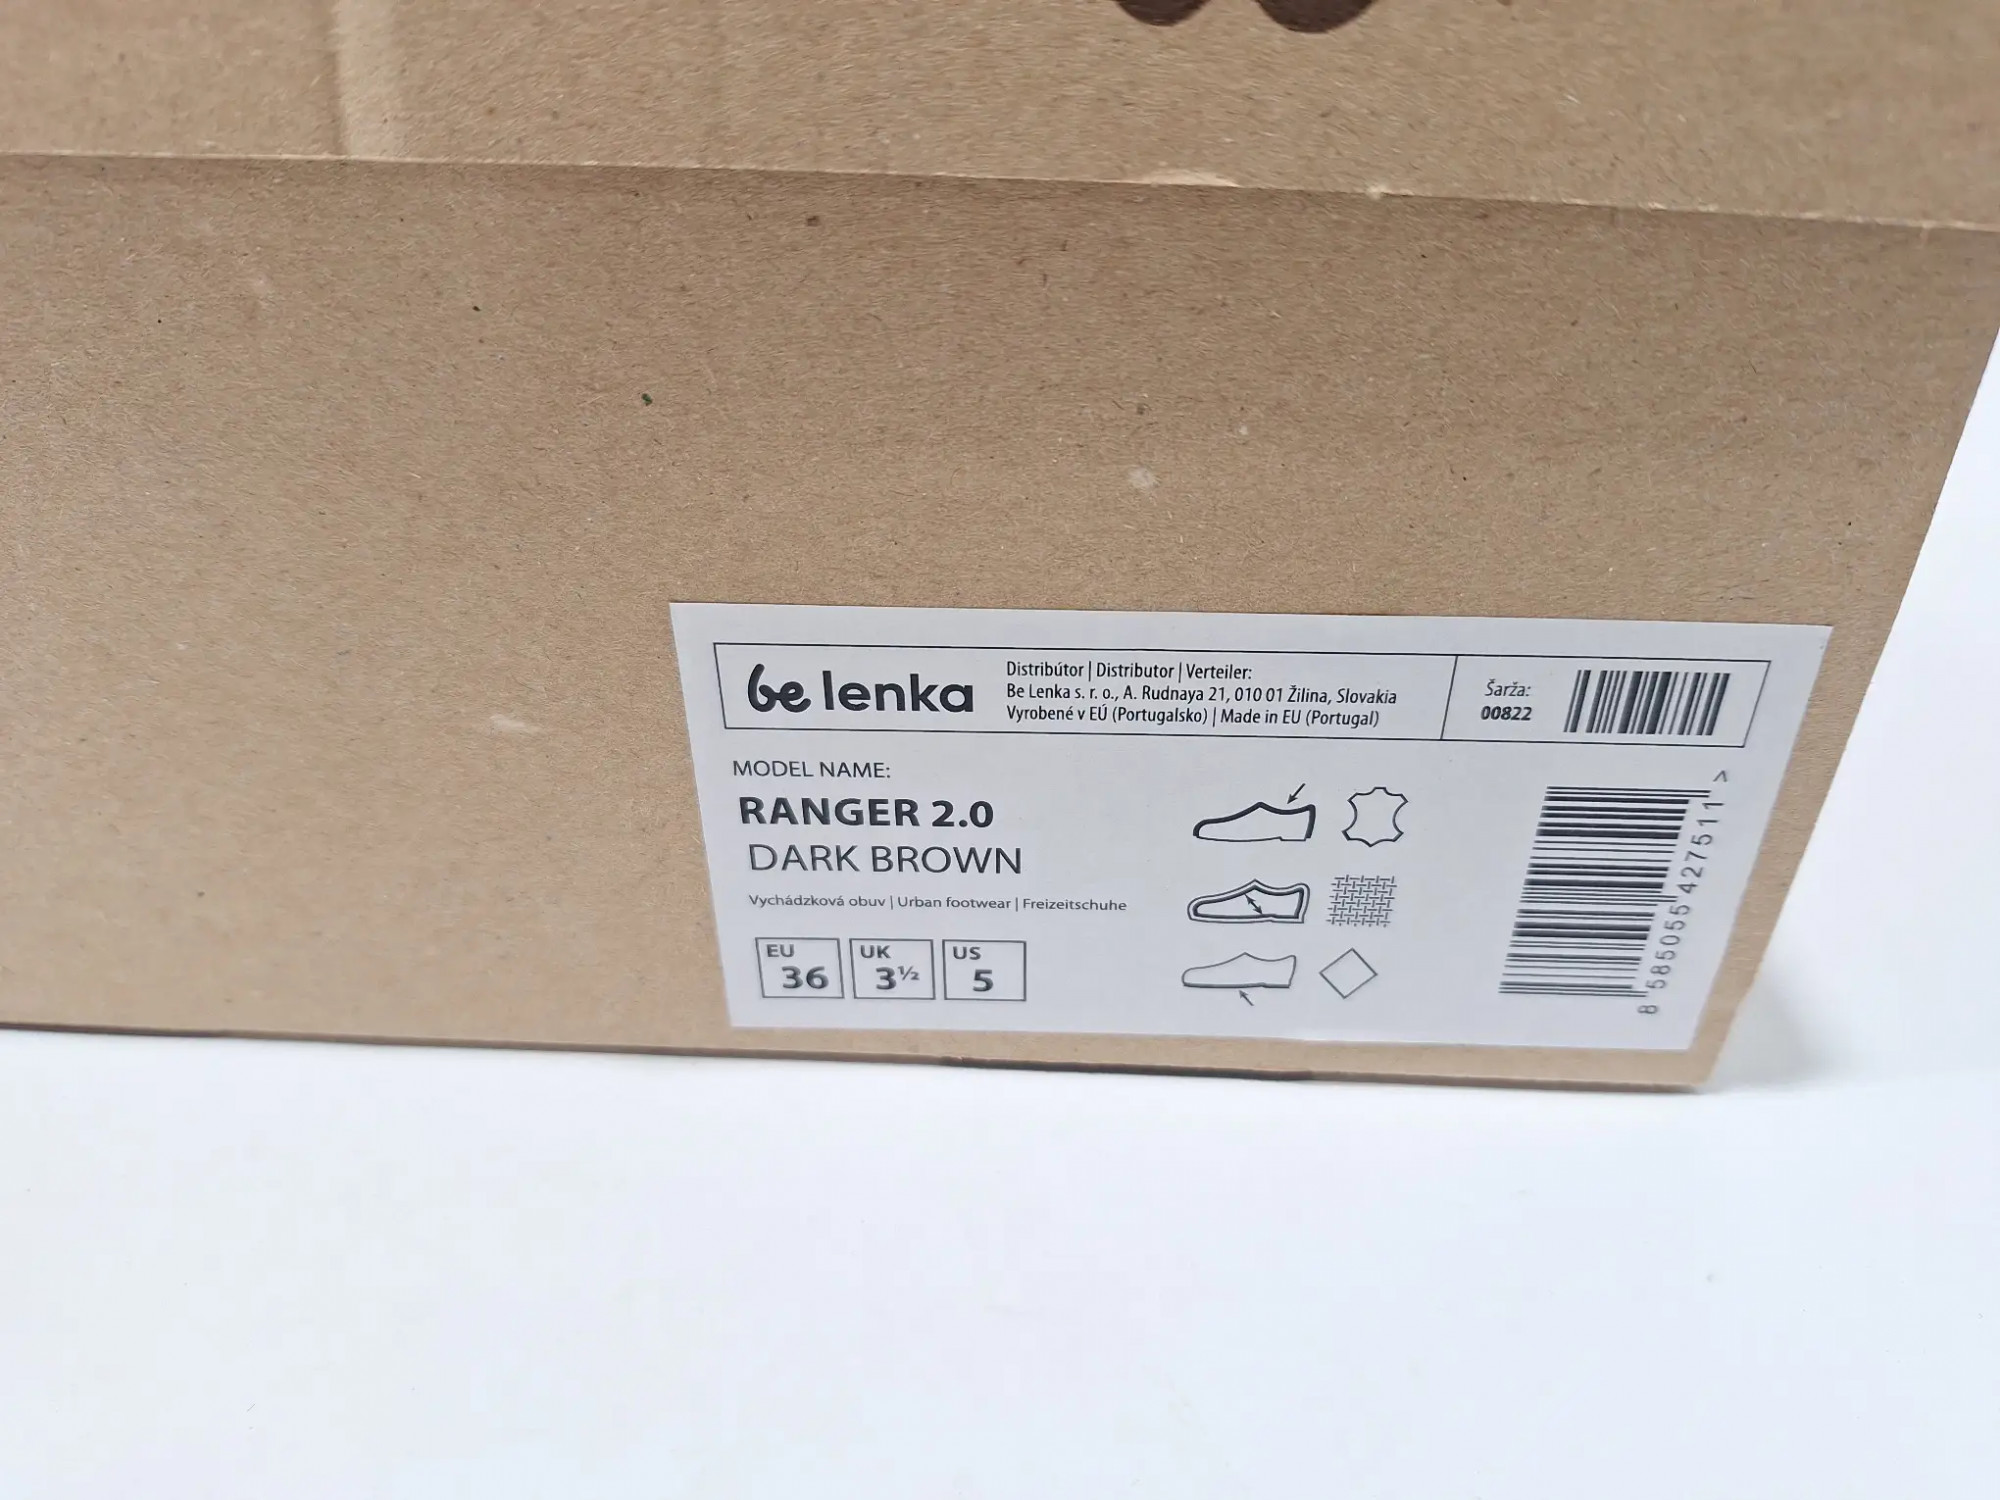 be lenka
Distribútor | Distributor | Verteiler:
Be Lenka s. r. o., A. Rudnaya 21, 010 01 Žilina, Slovakia
Vyrobené v EÚ (Portugalsko) | Made in EU (Portugal)
Šarža:
00822
MODEL NAME:
RANGER 2.0
DARK BROWN
Vychádzková obuv | Urban footwear | Freizeitschuhe
EU
36
UK
3½
US
5
8 585055 427511 >